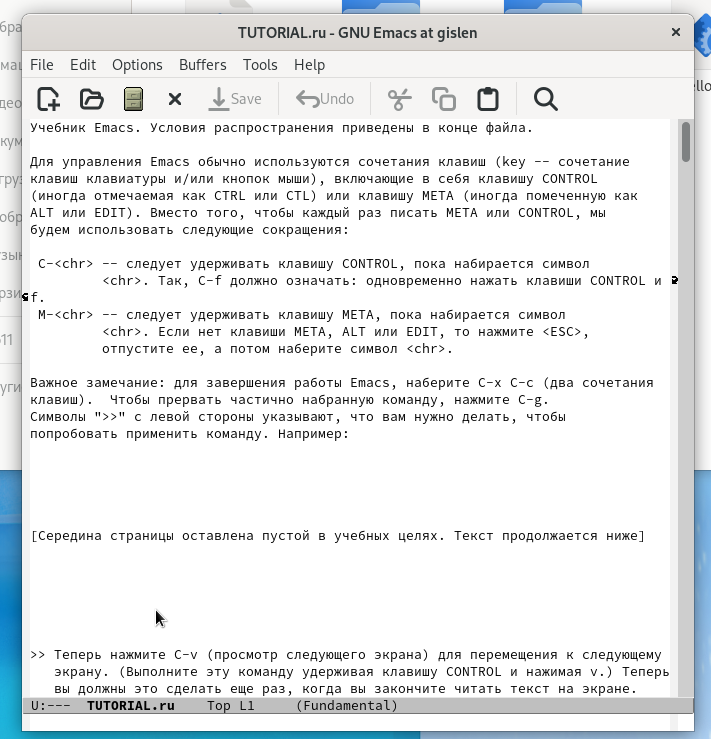 TUTORIAL.ru - GNU Emacs at gislen
File Edit Options Buffers Tools Help
Save Undo
Учебник Emacs. Условия распространения приведены в конце файла.
Для управления Emacs обычно используются сочетания клавиш (key -- сочетание
клавиш клавиатуры и/или кнопок мыши), включающие в себя клавишу CONTROL
(иногда отмечаемая как CTRL или CTL) или клавишу META (иногда помеченную как
ALT или EDIT). Вместо того, чтобы каждый раз писать META или CONTROL, мы
будем использовать следующие сокращения:
C-<chr> -- следует удерживать клавишу CONTROL, пока набирается символ
<chr>. Так, C-f должно означать: одновременно нажать клавиши CONTROL и
f.
M-<chr> -- следует удерживать клавишу META, пока набирается символ
<chr>. Если нет клавиши META, ALT или EDIT, то нажмите <ESC>,
отпустите ее, а потом наберите символ <chr>.
Важное замечание: для завершения работы Emacs, наберите C-x C-c (два сочетания
клавиш).  Чтобы прервать частично набранную команду, нажмите C-g.
Символы ">>" с левой стороны указывают, что вам нужно делать, чтобы
попробовать применить команду. Например:
[Середина страницы оставлена пустой в учебных целях. Текст продолжается ниже]
>> Теперь нажмите C-v (просмотр следующего экрана) для перемещения к следующему
экрану. (Выполните эту команду удерживая клавишу CONTROL и нажимая v.) Теперь
вы должны это сделать еще раз, когда вы закончите читать текст на экране.
U:--- TUTORIAL.ru Top L1 (Fundamental)